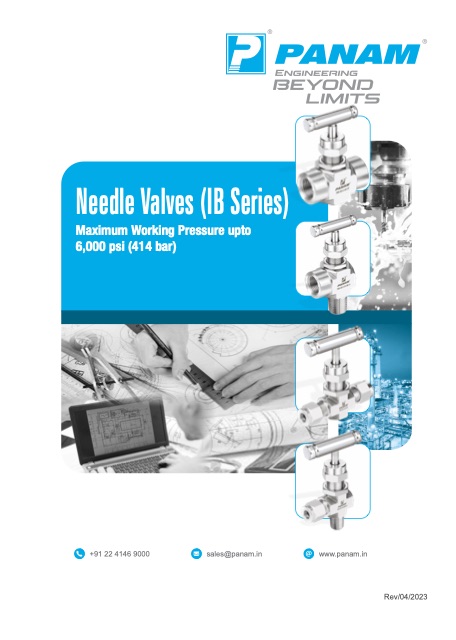 PANAM®
ENGINEERING
BEYOND
LIMITS
Needle Valves (IB Series)
Maximum Working Pressure upto
6,000 psi (414 bar)
+91 22 4146 9000
sales@panam.in
www.panam.in
Rev/04/2023